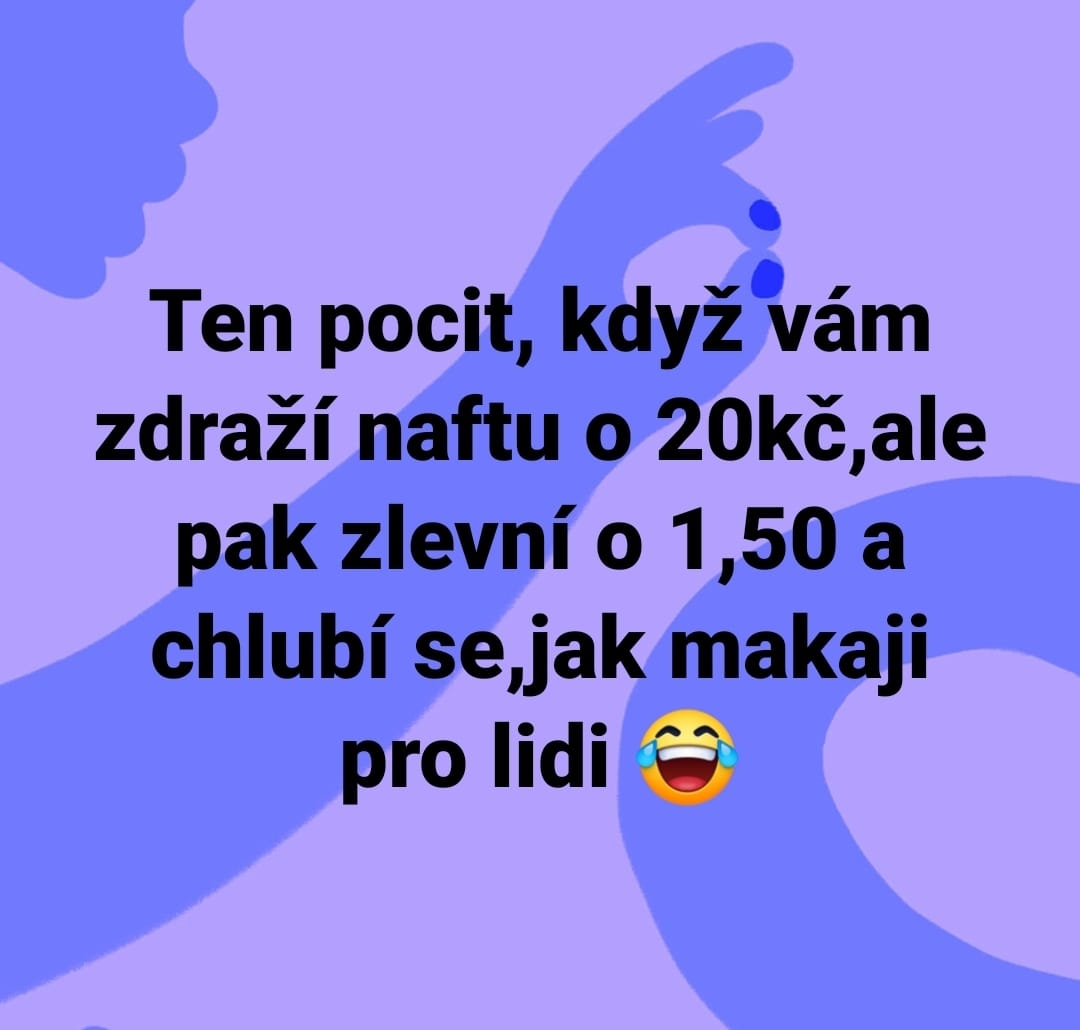 Ten pocit, když vám
zdraží naftu o 20kč,ale
pak zlevní o 1,50 a
chlubí se,jak makaji
pro lidi 😂